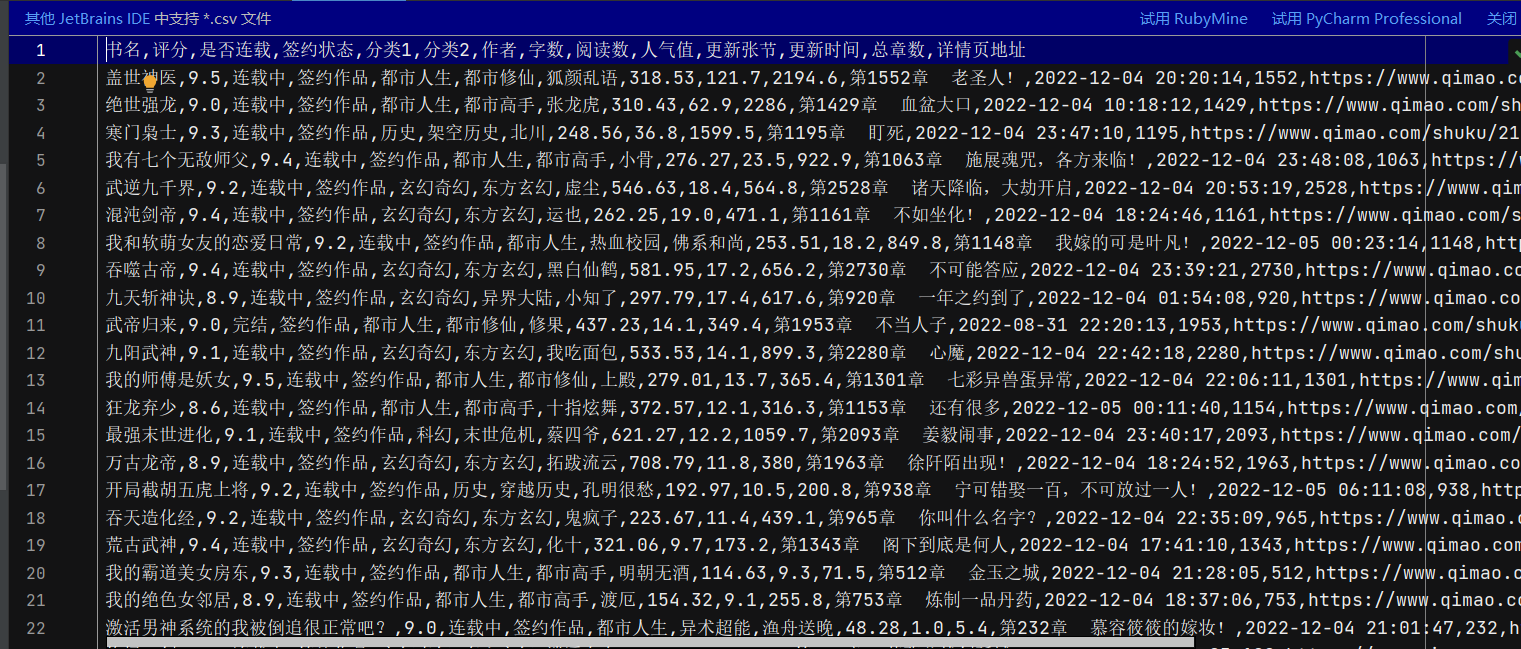 其他 JetBrains IDE 中支持 *.csv 文件 试用 RubyMine 试用 PyCharm Professional 关闭
1 书名,评分,是否连载,签约状态,分类1,分类2,作者,字数,阅读数,人气值,更新张节,更新时间,总章数,详情页地址
2 盖世神医,9.5,连载中,签约作品,都市人生,都市修仙,狐颜乱语,318.53,121.7,2194.6,第1552章 老圣人！,2022-12-04 20:20:14,1552,https://www.qimao.c
3 绝世强龙,9.0,连载中,签约作品,都市人生,都市高手,张龙虎,310.43,62.9,2286,第1429章 血盆大口,2022-12-04 10:18:12,1429,https://www.qimao.com/sh
4 寒门枭士,9.3,连载中,签约作品,历史,架空历史,北川,248.56,36.8,1599.5,第1195章 盯死,2022-12-04 23:47:10,1195,https://www.qimao.com/shuku/21
5 我有七个无敌师父,9.4,连载中,签约作品,都市人生,都市高手,小骨,276.27,23.5,922.9,第1063章 施展魂咒，各方来临！,2022-12-04 23:48:08,1063,https://
6 武逆九千界,9.2,连载中,签约作品,玄幻奇幻,东方玄幻,虚尘,546.63,18.4,564.8,第2528章 诸天降临，大劫开启,2022-12-04 20:53:19,2528,https://www.qim
7 混沌剑帝,9.4,连载中,签约作品,玄幻奇幻,东方玄幻,运也,262.25,19.0,471.1,第1161章 不如坐化！,2022-12-04 18:24:46,1161,https://www.qimao.com/s
8 我和软萌女友的恋爱日常,9.2,连载中,签约作品,都市人生,热血校园,佛系和尚,253.51,18.2,849.8,第1148章 我嫁的可是叶凡！,2022-12-05 00:23:14,1148,htt
9 吞噬古帝,9.4,连载中,签约作品,玄幻奇幻,东方玄幻,黑白仙鹤,581.95,17.2,656.2,第2730章 不可能答应,2022-12-04 23:39:21,2730,https://www.qimao.c
10 九天斩神诀,8.9,连载中,签约作品,玄幻奇幻,异界大陆,小知了,297.79,17.4,617.6,第920章 一年之约到了,2022-12-04 01:54:08,920,https://www.qimao.co
11 武帝归来,9.0,完结,签约作品,都市人生,都市修仙,修果,437.23,14.1,349.4,第1953章 不当人子,2022-08-31 22:20:13,1953,https://www.qimao.com/shuk
12 九阳武神,9.1,连载中,签约作品,玄幻奇幻,东方玄幻,我吃面包,533.53,14.1,899.3,第2280章 心魔,2022-12-04 22:42:18,2280,https://www.qimao.com/shu
13 我的师傅是妖女,9.5,连载中,签约作品,都市人生,都市修仙,上殿,279.01,13.7,365.4,第1301章 七彩异兽蛋异常,2022-12-04 22:06:11,1301,https://www.qim
14 狂龙弃少,8.6,连载中,签约作品,都市人生,都市高手,十指炫舞,372.57,12.1,316.3,第1153章 还有很多,2022-12-05 00:11:40,1154,https://www.qimao.com
15 最强末世进化,9.1,连载中,签约作品,科幻,末世危机,蔡四爷,621.27,12.2,1059.7,第2093章 姜毅闹事,2022-12-04 23:40:17,2093,https://www.qimao.com/
16 万古龙帝,8.9,连载中,签约作品,玄幻奇幻,东方玄幻,拓跋流云,708.79,11.8,380,第1963章 徐阡陌出现！,2022-12-04 18:24:52,1963,https://www.qimao.co
17 开局截胡五虎上将,9.2,连载中,签约作品,历史,穿越历史,孔明很愁,192.97,10.5,200.8,第938章 宁可错娶一百，不可放过一人！,2022-12-05 06:11:08,938,http
18 吞天造化经,9.2,连载中,签约作品,玄幻奇幻,东方玄幻,鬼疯子,223.67,11.4,439.1,第965章 你叫什么名字？,2022-12-04 22:35:09,965,https://www.qimao.
19 荒古武神,9.4,连载中,签约作品,玄幻奇幻,东方玄幻,化十,321.06,9.7,173.2,第1343章 阁下到底是何人,2022-12-04 17:41:10,1343,https://www.qimao.com
20 我的霸道美女房东,9.3,连载中,签约作品,都市人生,都市高手,明朝无酒,114.63,9.3,71.5,第512章 金玉之城,2022-12-04 21:28:05,512,https://www.qimao.c
21 我的绝色女邻居,8.9,连载中,签约作品,都市人生,都市高手,渡厄,154.32,9.1,255.8,第753章 炼制一品丹药,2022-12-04 18:37:06,753,https://www.qimao.co
22 激活男神系统的我被倒追很正常吧？,9.0,连载中,签约作品,都市人生,异术超能,渔舟送晚,48.28,1.0,5.4,第232章 慕容筱筱的嫁妆！,2022-12-04 21:01:47,232,h